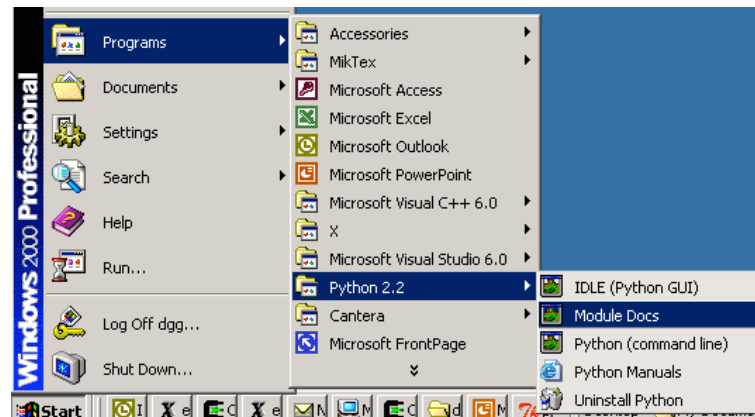 Windows 2000 Professional
Programs
Documents
Settings
Search
Help
Run...
Log Off dgg...
Shut Down...
Accessories
MikTex
Microsoft Access
Microsoft Excel
Microsoft Outlook
Microsoft PowerPoint
Microsoft Visual C++ 6.0
X
Microsoft Visual Studio 6.0
Python 2.2
Cantera
Microsoft FrontPage
IDLE (Python GUI)
Module Docs
Python (command line)
Python Manuals
Uninstall Python
Start